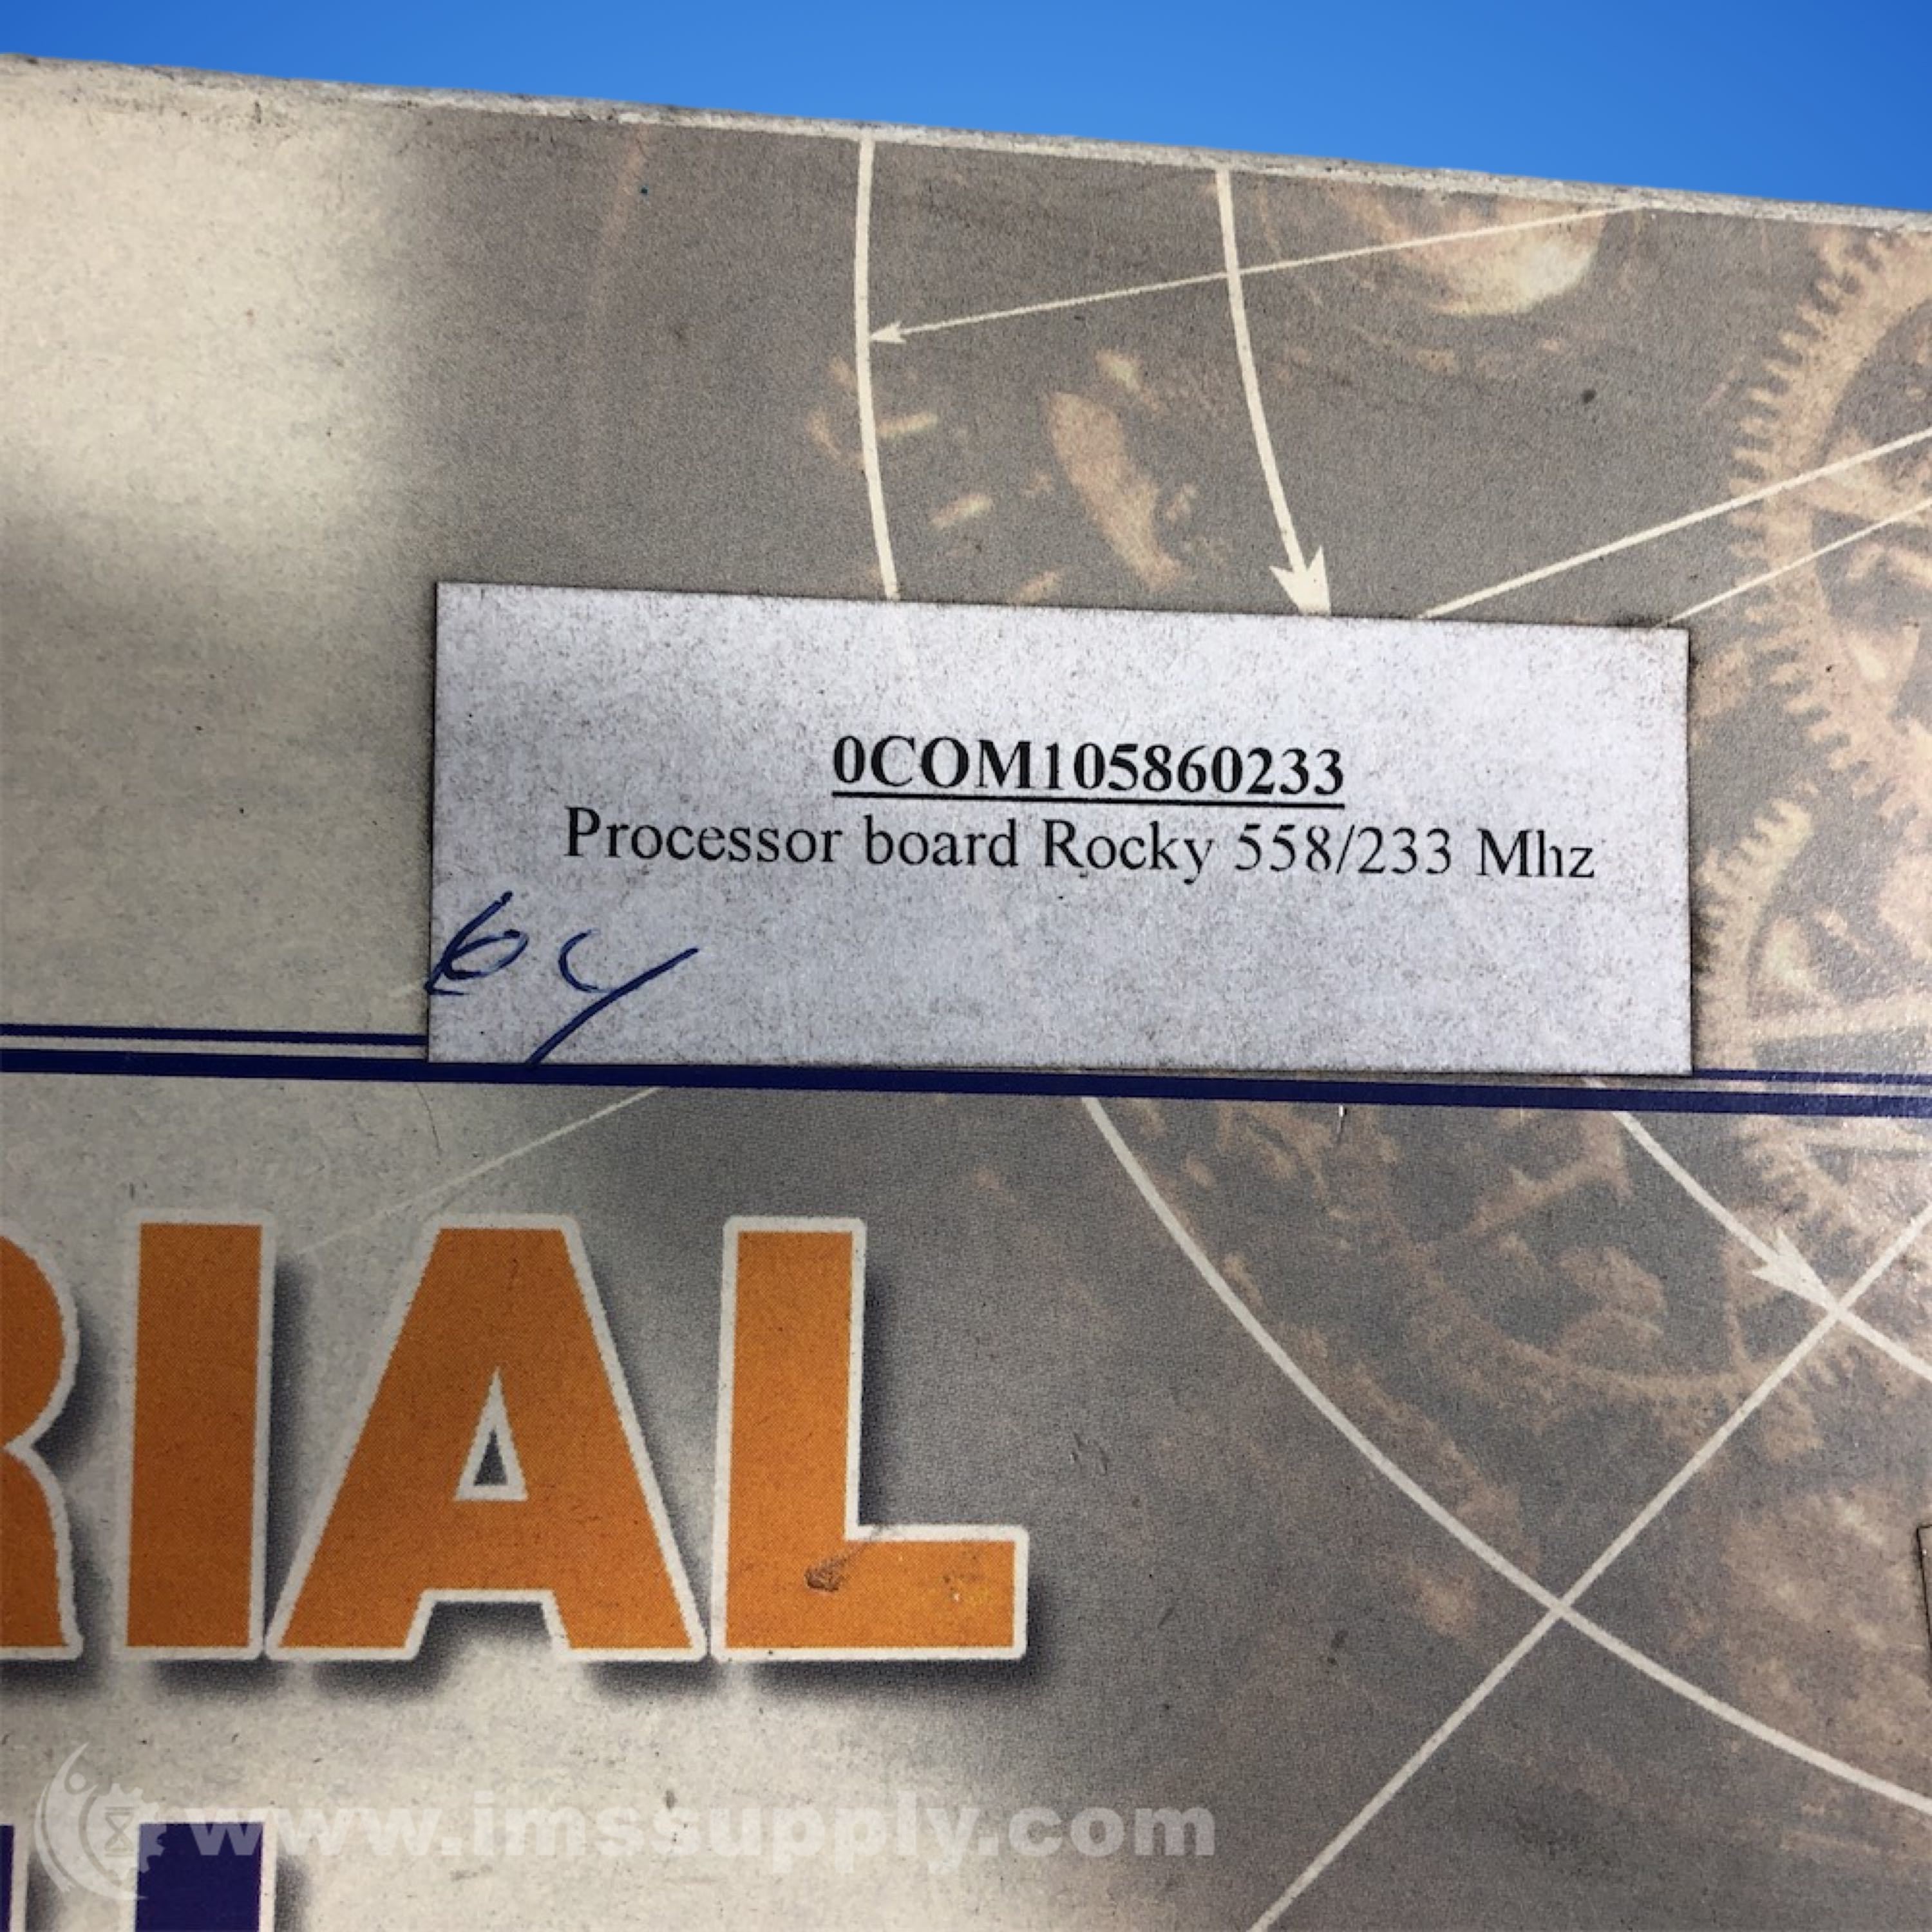 0COM105860233
Processor board Rocky 558/233 Mhz
RIAL
www.imssupply.com